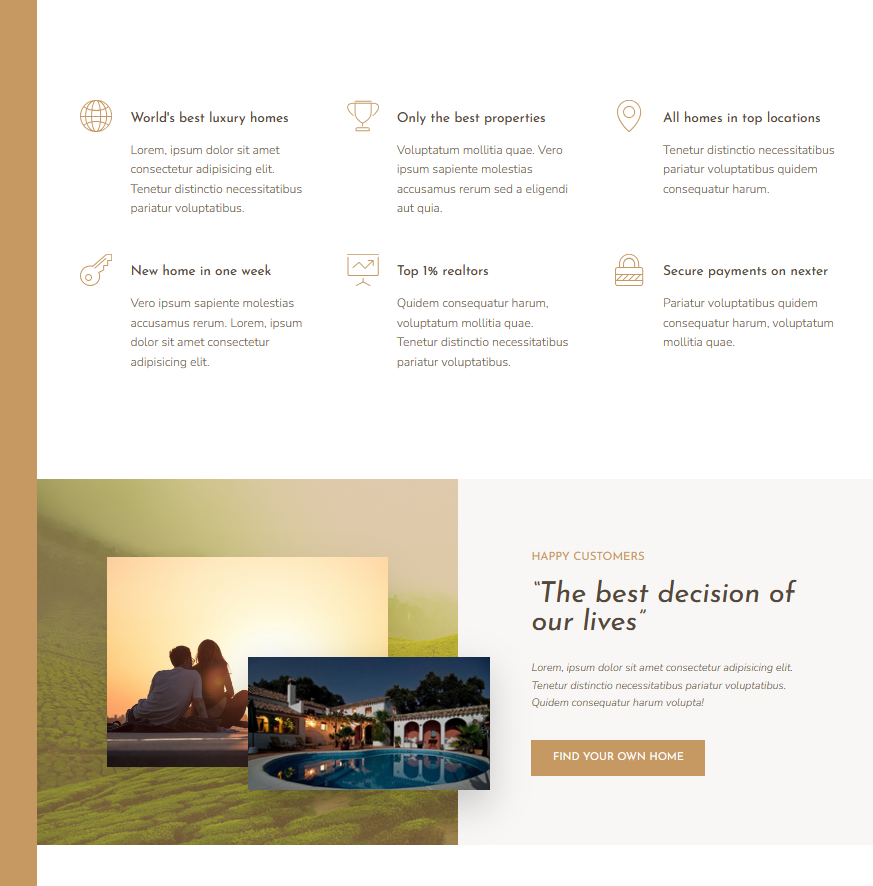 World's best luxury homes
Lorem, ipsum dolor sit amet
consectetur adipisicing elit.
Tenetur distinctio necessitatibus
pariatur voluptatibus.
Only the best properties
Voluptatum mollitia quae. Vero
ipsum sapiente molestias
accusamus rerum sed a eligendi
aut quia.
All homes in top locations
Tenetur distinctio necessitatibus
pariatur voluptatibus quidem
consequatur harum.
New home in one week
Vero ipsum sapiente molestias
accusamus rerum. Lorem, ipsum
dolor sit amet consectetur
adipisicing elit.
Top 1% realtors
Quidem consequatur harum,
voluptatum mollitia quae.
Tenetur distinctio necessitatibus
pariatur voluptatibus.
Secure payments on nexter
Pariatur voluptatibus quidem
consequatur harum, voluptatum
mollitia quae.
HAPPY CUSTOMERS
“The best decision of
our lives”
Lorem, ipsum dolor sit amet consectetur adipisicing elit.
Tenetur distinctio necessitatibus pariatur voluptatibus.
Quidem consequatur harum volupta!
FIND YOUR OWN HOME